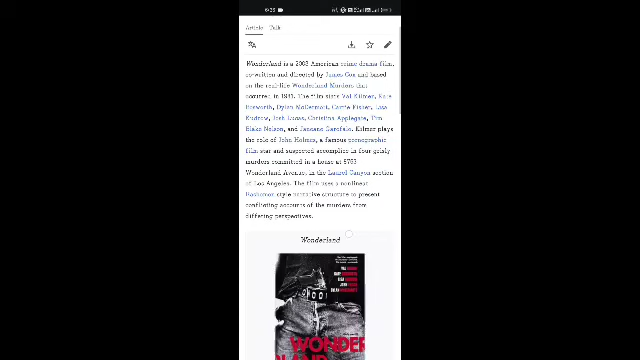 Article Talk
Wonderland is a 2003 American crime drama film,
co-written and directed by James Cox and based
on the real-life Wonderland Murders that
occurred in 1981. The film stars Val Kilmer, Kate
Bosworth, Dylan McDermott, Carrie Fisher, Lisa
Kudrow, Josh Lucas, Christina Applegate, Tim
Blake Nelson, and Janeane Garofalo. Kilmer plays
the role of John Holmes, a famous pornographic
film star and suspected accomplice in four grisly
murders committed in a house at 8763
Wonderland Avenue, in the Laurel Canyon section
of Los Angeles. The film uses a nonlinear
Rashomon style narrative structure to present
conflicting accounts of the murders from
differing perspectives.
Wonderland
WONDER
LAND